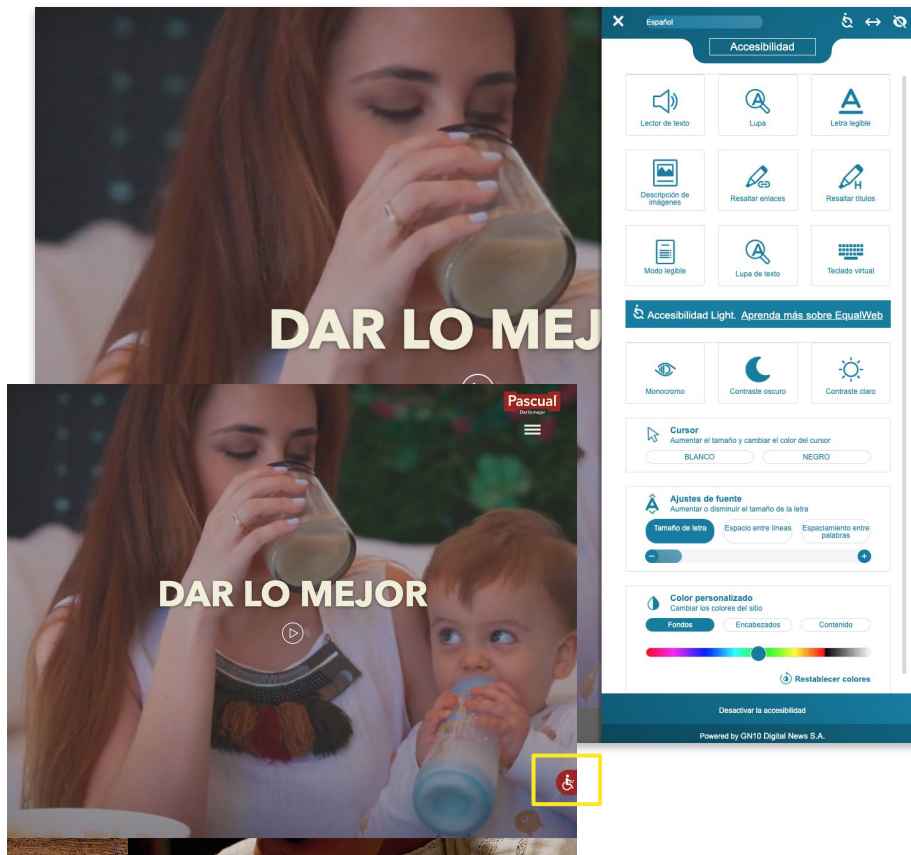 Español
Accesibilidad
Lector de texto
Lupa
Letra legible
Descripción de
imágenes
Resaltar enlaces
Resaltar títulos
Modo legible
Lupa de texto
Teclado virtual
Accesibilidad Light. Aprenda más sobre EqualWeb
Monocromo
Contraste oscuro
Contraste claro
Cursor
Aumentar el tamaño y cambiar el color del cursor
BLANCO
NEGRO
Ajustes de fuente
Aumentar o disminuir el tamaño de la letra
Tamaño de letra
Espacio entre líneas
Espaciamiento entre
palabras
Color personalizado
Cambiar los colores del sitio
Fondos
Encabezados
Contenido
Restablecer colores
Desactivar la accesibilidad
Powered by GN10 Digital News S.A.
DAR LO MEJ
Pascual
Dar lo mejor
DAR LO MEJOR